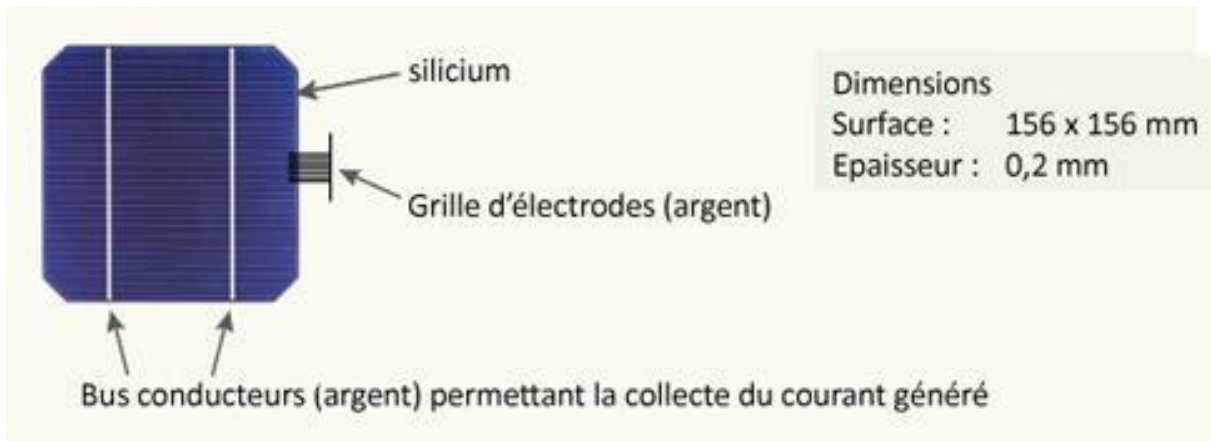 silicium
Dimensions
Surface : 156 x 156 mm
Epaisseur : 0,2 mm
Grille d'électrodes (argent)
Bus conducteurs (argent) permettant la collecte du courant généré